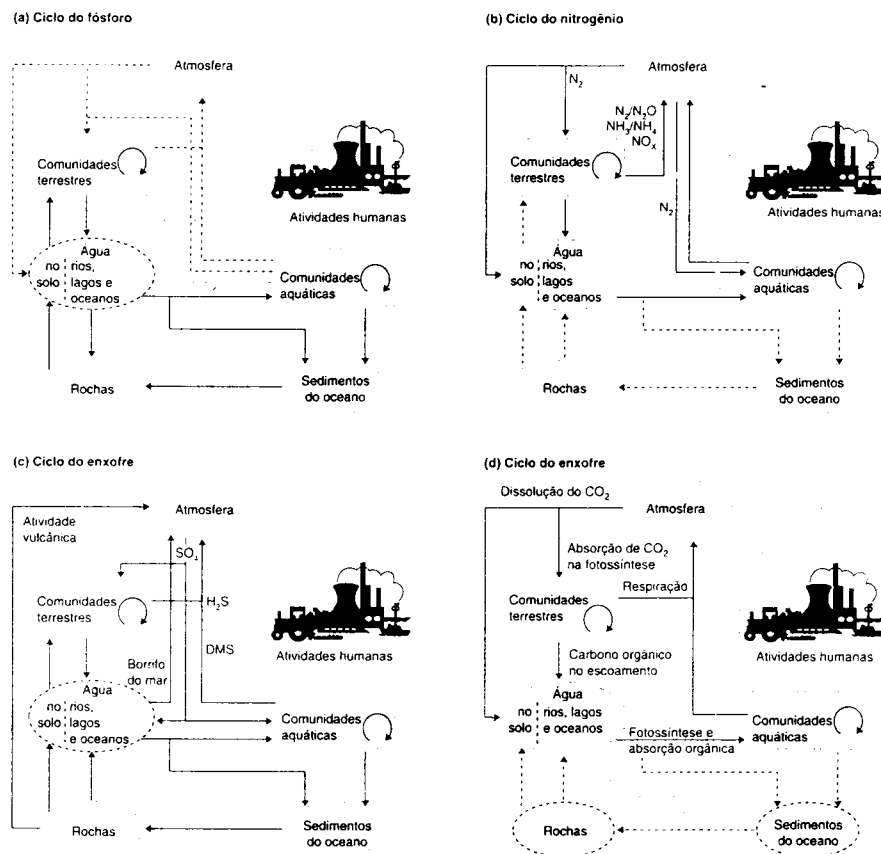 (a) Ciclo do fósforo
Atmosfera
Comunidades
terrestres
Atividades humanas
Água
no rios,
solo lagos e
oceanos
Comunidades
aquáticas
Rochas
Sedimentos
do oceano
(b) Ciclo do nitrogênio
Atmosfera
N₂
N₂/N₂O
NH₃/NH₄
NOₓ
Comunidades
terrestres
N₂
Atividades humanas
Água
no rios,
solo lagos e
e oceanos
Comunidades
aquáticas
Rochas
Sedimentos
do oceano
(c) Ciclo do enxofre
Atmosfera
Atividade
vulcânica
Comunidades
terrestres
H₂S
DMS
Atividades humanas
Borrifo
do mar
Água
no rios,
solo lagos
e oceanos
Comunidades
aquáticas
Rochas
Sedimentos
do oceano
(d) Ciclo do enxofre
Dissolução do CO₂
Atmosfera
Absorção de CO₂
na fotossíntese
Respiração
Comunidades
terrestres
Atividades humanas
Carbono orgânico
no escoamento
Água
no rios, lagos
solo e oceanos
Fotossíntese e
absorção orgânica
Comunidades
aquáticas
Rochas
Sedimentos
do oceano